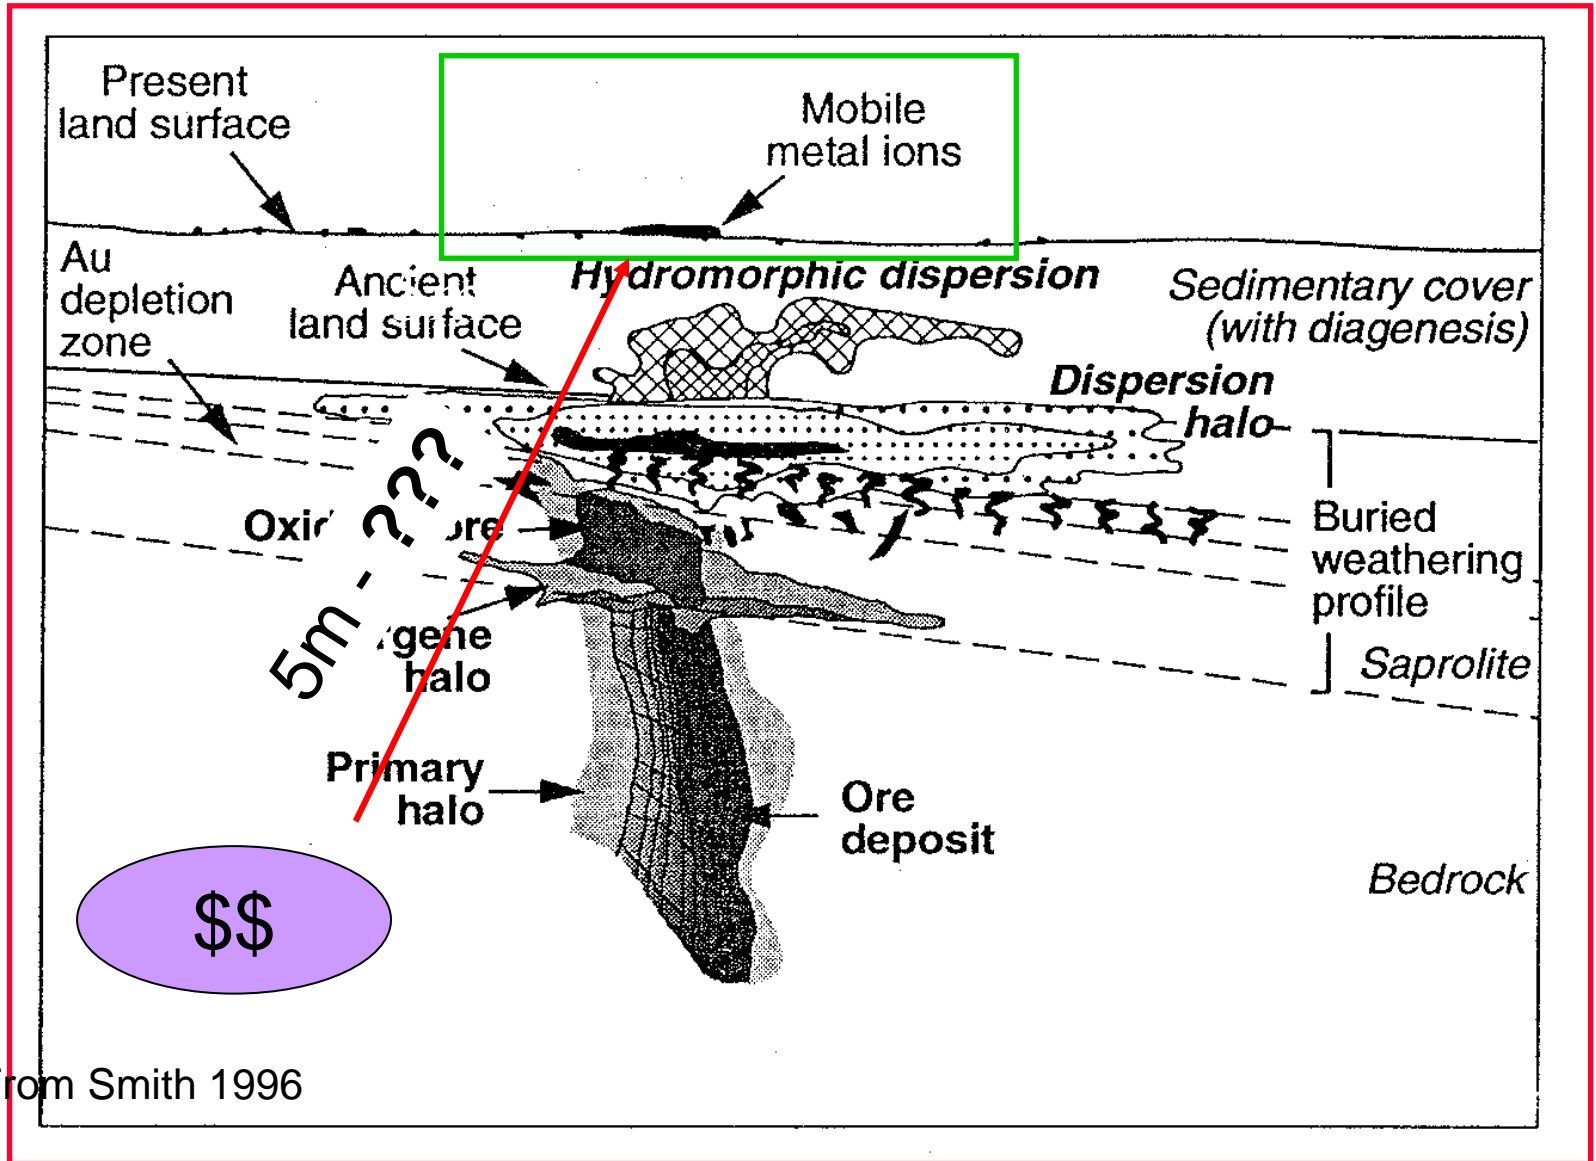 Present
land surface
Mobile
metal ions
Au
depletion
zone
Ancient
land surface
Hydromorphic dispersion
Sedimentary cover
(with diagenesis)
Dispersion
halo
5m - ???
Buried
weathering
profile
Saprolite
halo
Primary
halo
Ore
deposit
Bedrock
$$
from Smith 1996